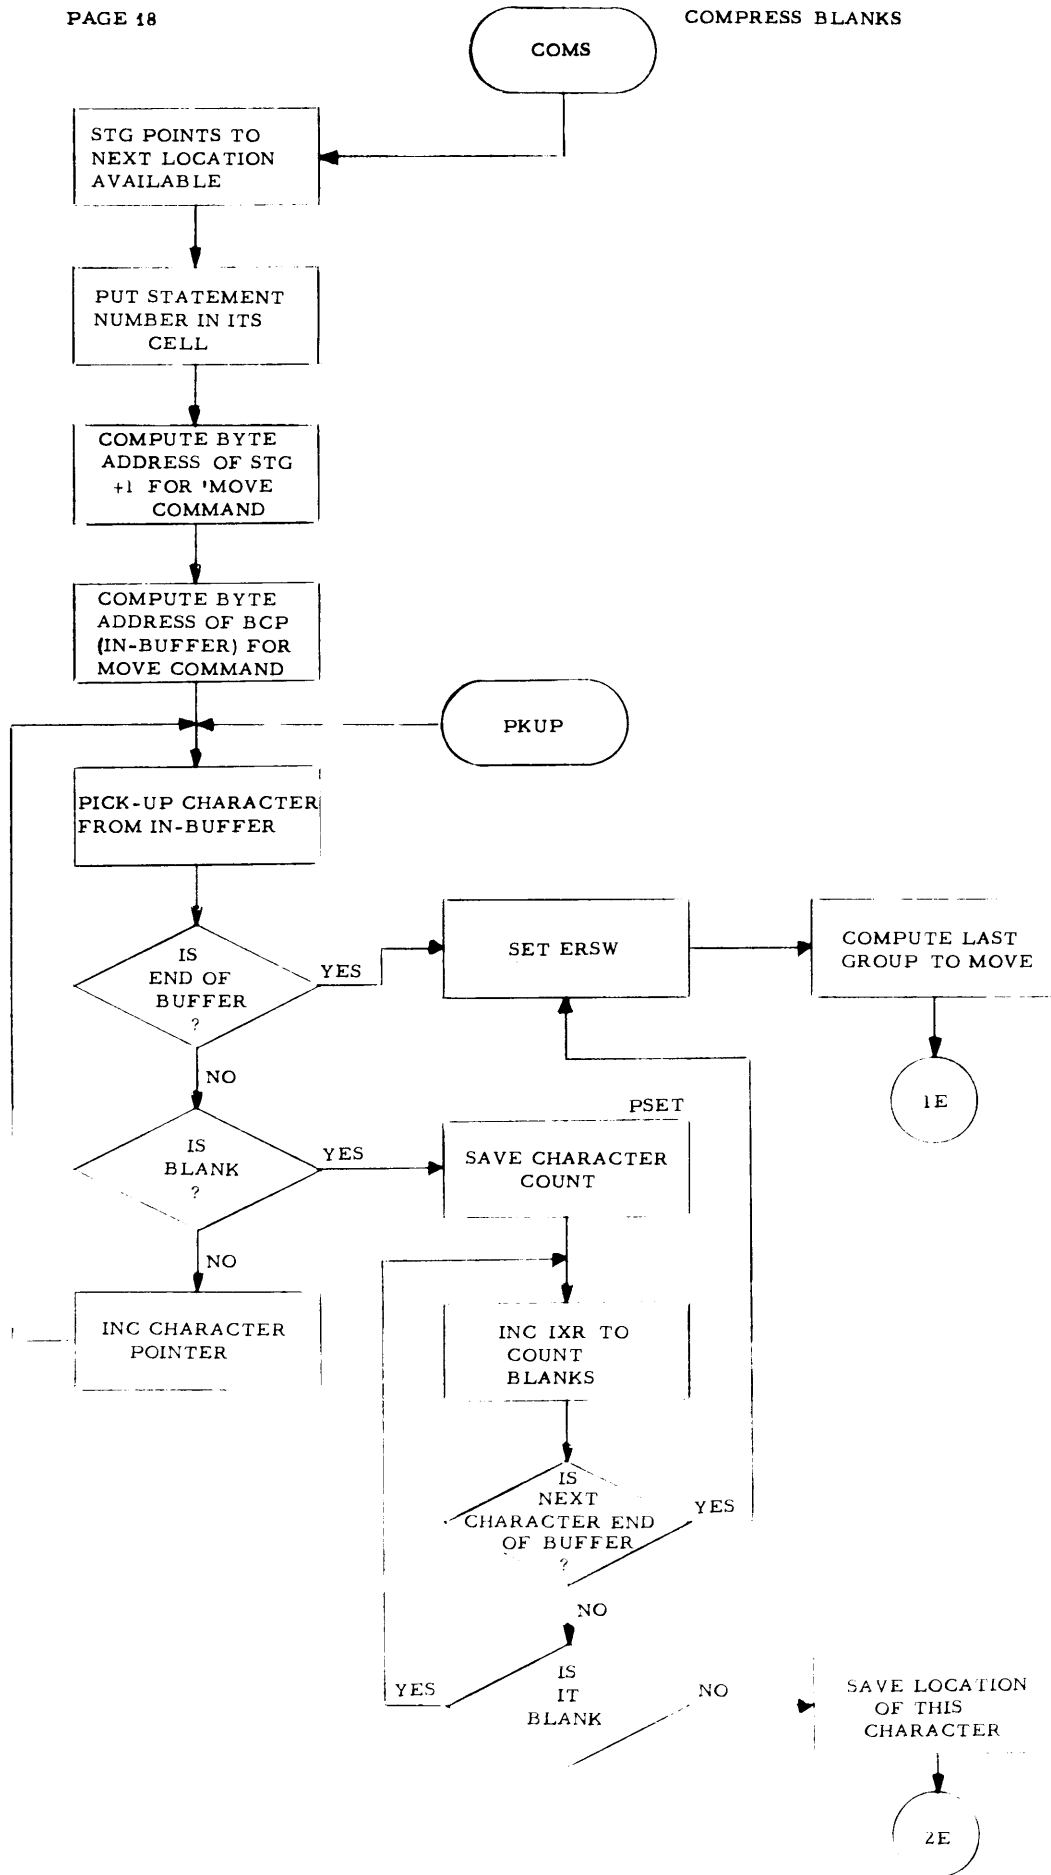 PAGE 18
COMPRESS BLANKS
COMS
STG POINTS TO
NEXT LOCATION
AVAILABLE
PUT STATEMENT
NUMBER IN ITS
CELL
COMPUTE BYTE
ADDRESS OF STG
+1 FOR 'MOVE
COMMAND
COMPUTE BYTE
ADDRESS OF BCP
(IN-BUFFER) FOR
MOVE COMMAND
PKUP
PICK-UP CHARACTER
FROM IN-BUFFER
IS
END OF
BUFFER
?
YES
SET ERSW
COMPUTE LAST
GROUP TO MOVE
NO
1E
PSET
IS
BLANK
?
YES
SAVE CHARACTER
COUNT
NO
INC CHARACTER
POINTER
INC IXR TO
COUNT
BLANKS
IS
NEXT
CHARACTER END
OF BUFFER
?
YES
NO
IS
IT
BLANK
YES
NO
SAVE LOCATION
OF THIS
CHARACTER
2E